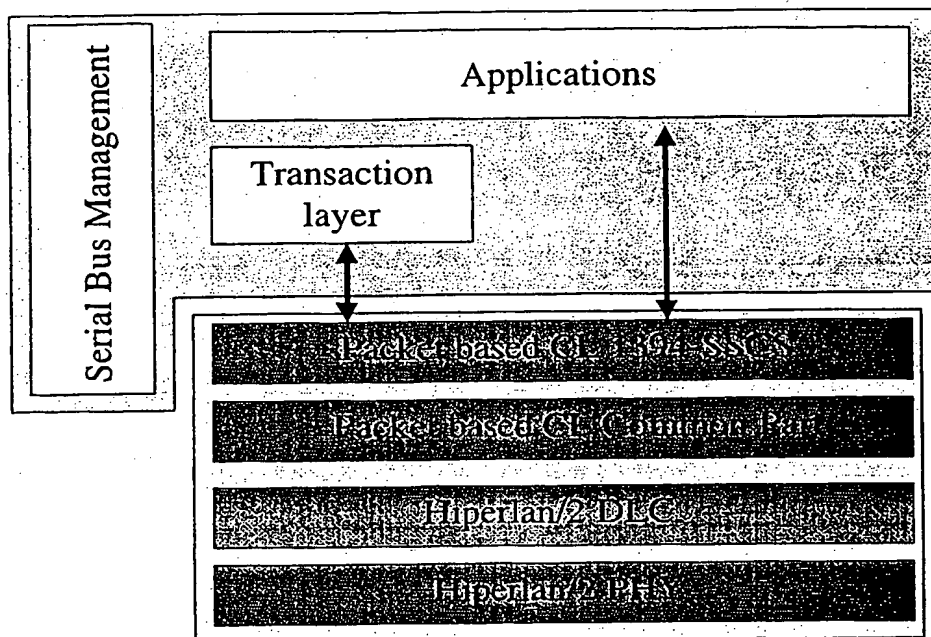 Serial Bus Management
Applications
Transaction
layer
Packet based CL 1394-SSCS
Packet based CL Common Part
Hiperlan/2 DLC
Hiperlan/2 PHY